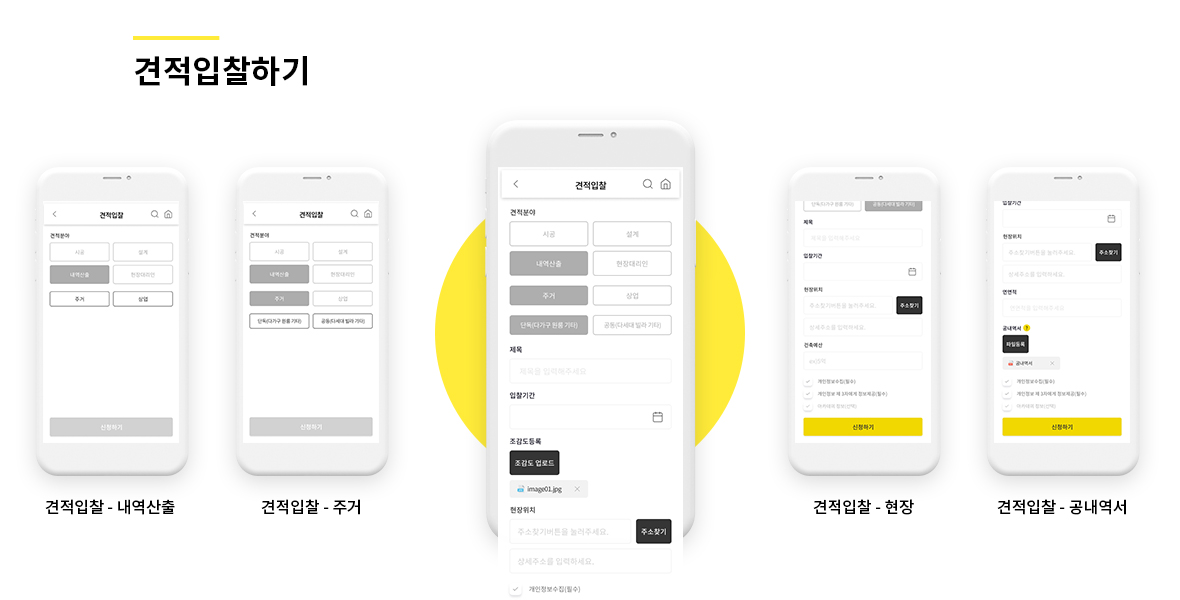 견적입찰하기
견적입찰
견적분야
시공
설계
내역산출
현장대리인
주거
상업
신청하기
견적입찰 - 내역산출
견적입찰
견적분야
시공
설계
내역산출
현장대리인
주거
상업
단독(다가구 원룸 기타)
공동(다세대 빌라 기타)
신청하기
견적입찰 - 주거
견적입찰
견적분야
시공
설계
내역산출
현장대리인
주거
상업
단독(다가구 원룸 기타)
공동(다세대 빌라 기타)
제목
제목을 입력해주세요
입찰기간
조감도등록
조감도 업로드
image01.jpg
현장위치
주소찾기버튼을 눌러주세요.
주소찾기
상세주소를 입력하세요.
개인정보수집(필수)
단독(다가구 원룸 기타)
공동(다세대 빌라 기타)
제목
제목을 입력해주세요
입찰기간
현장위치
주소찾기버튼을 눌러주세요.
주소찾기
상세주소를 입력하세요.
건축예산
개인정보수집(필수)
개인정보 제 3자에게 정보제공(필수)
신청하기
견적입찰 - 현장
입찰기간
현장위치
주소찾기버튼을 눌러주세요.
주소찾기
상세주소를 입력하세요.
연면적
공내역서 ?
파일등록
공내역서
개인정보수집(필수)
개인정보 제 3자에게 정보제공(필수)
신청하기
견적입찰 - 공내역서